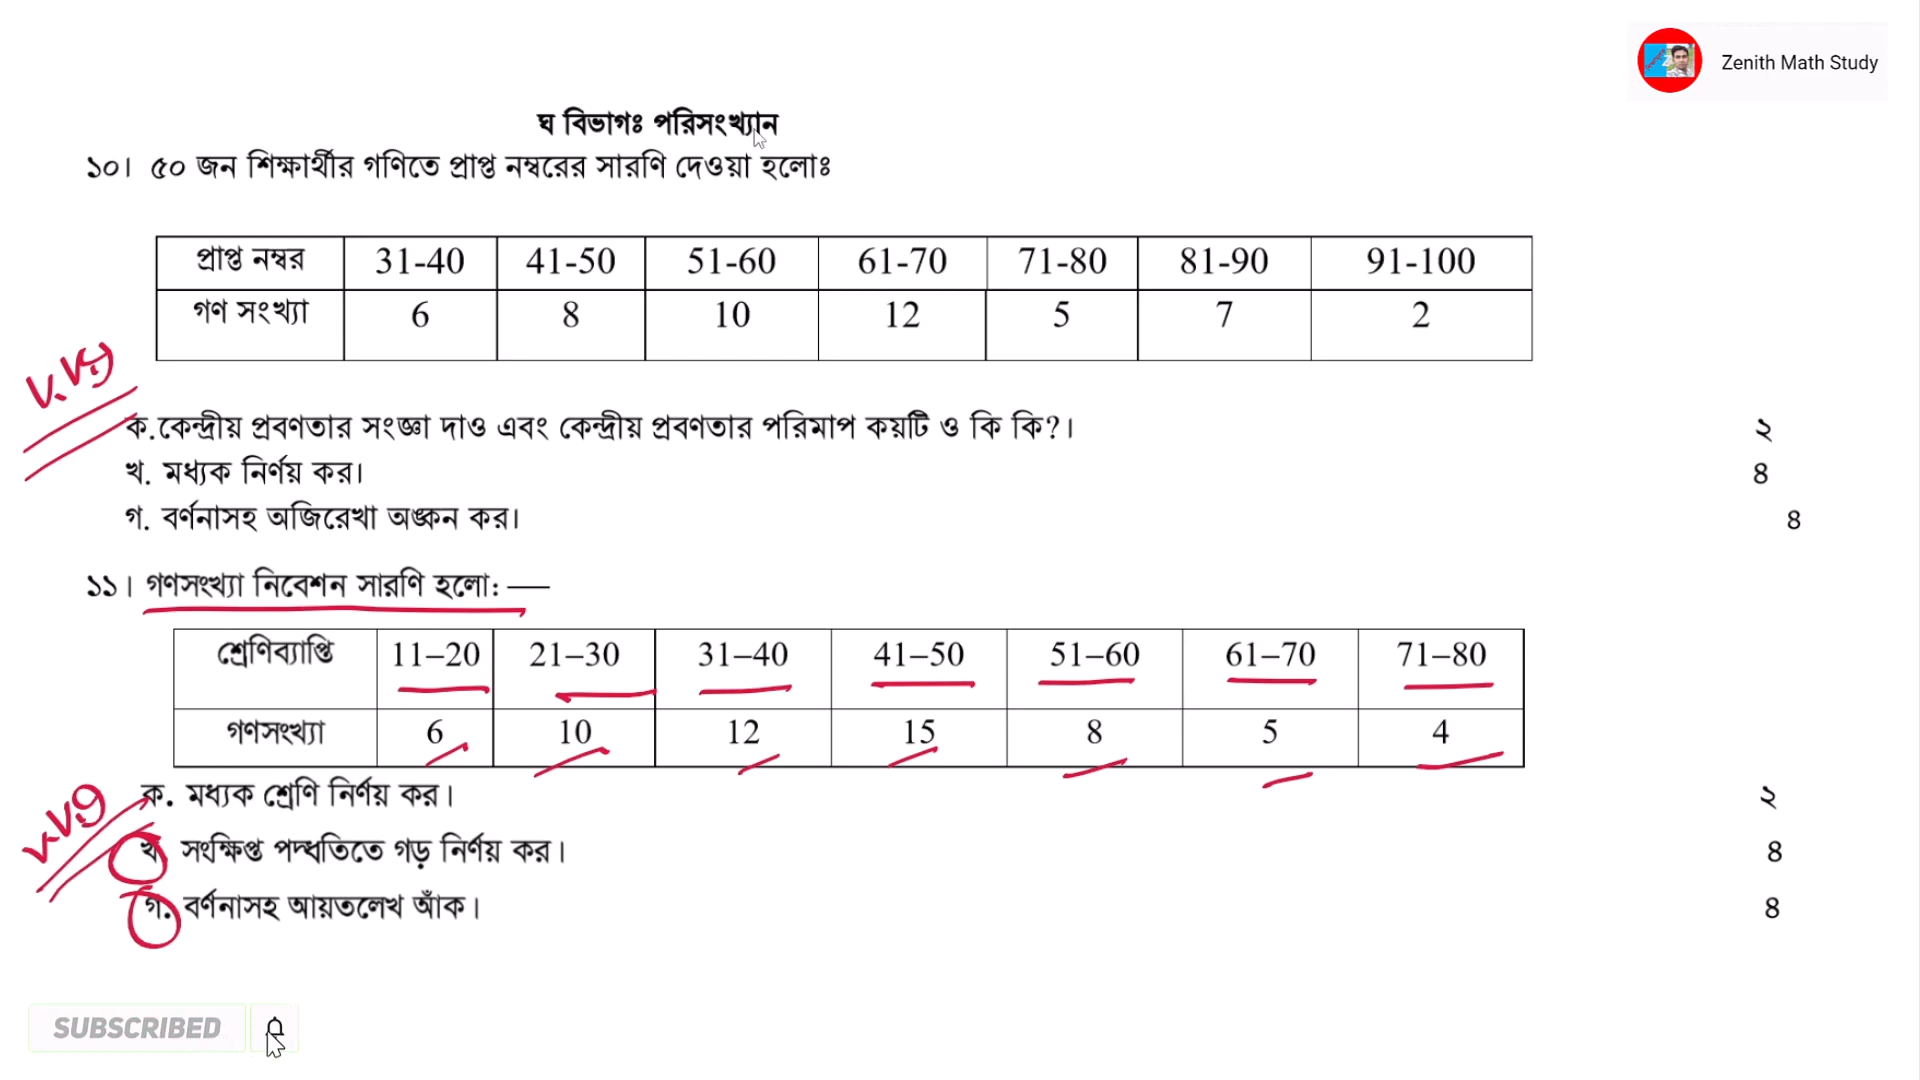 Zenith Math Study
ঘ বিভাগঃ পরিসংখ্যান
১০। ৫০ জন শিক্ষার্থীর গণিতে প্রাপ্ত নম্বরের সারণি দেওয়া হলোঃ
প্রাপ্ত নম্বর 31-40 41-50 51-60 61-70 71-80 81-90 91-100
গণ সংখ্যা 6 8 10 12 5 7 2
ক.কেন্দ্রীয় প্রবণতার সংজ্ঞা দাও এবং কেন্দ্রীয় প্রবণতার পরিমাপ কয়টি ও কি কি?। ২
খ. মধ্যক নির্ণয় কর। ৪
গ. বর্ণনাসহ অজিরেখা অঙ্কন কর। ৪
১১। গণসংখ্যা নিবেশন সারণি হলো: —
শ্রেণিব্যাপ্তি 11–20 21–30 31–40 41–50 51–60 61–70 71–80
গণসংখ্যা 6 10 12 15 8 5 4
ক. মধ্যক শ্রেণি নির্ণয় কর। ২
খ. সংক্ষিপ্ত পদ্ধতিতে গড় নির্ণয় কর। ৪
গ. বর্ণনাসহ আয়তলেখ আঁক। ৪
SUBSCRIBED